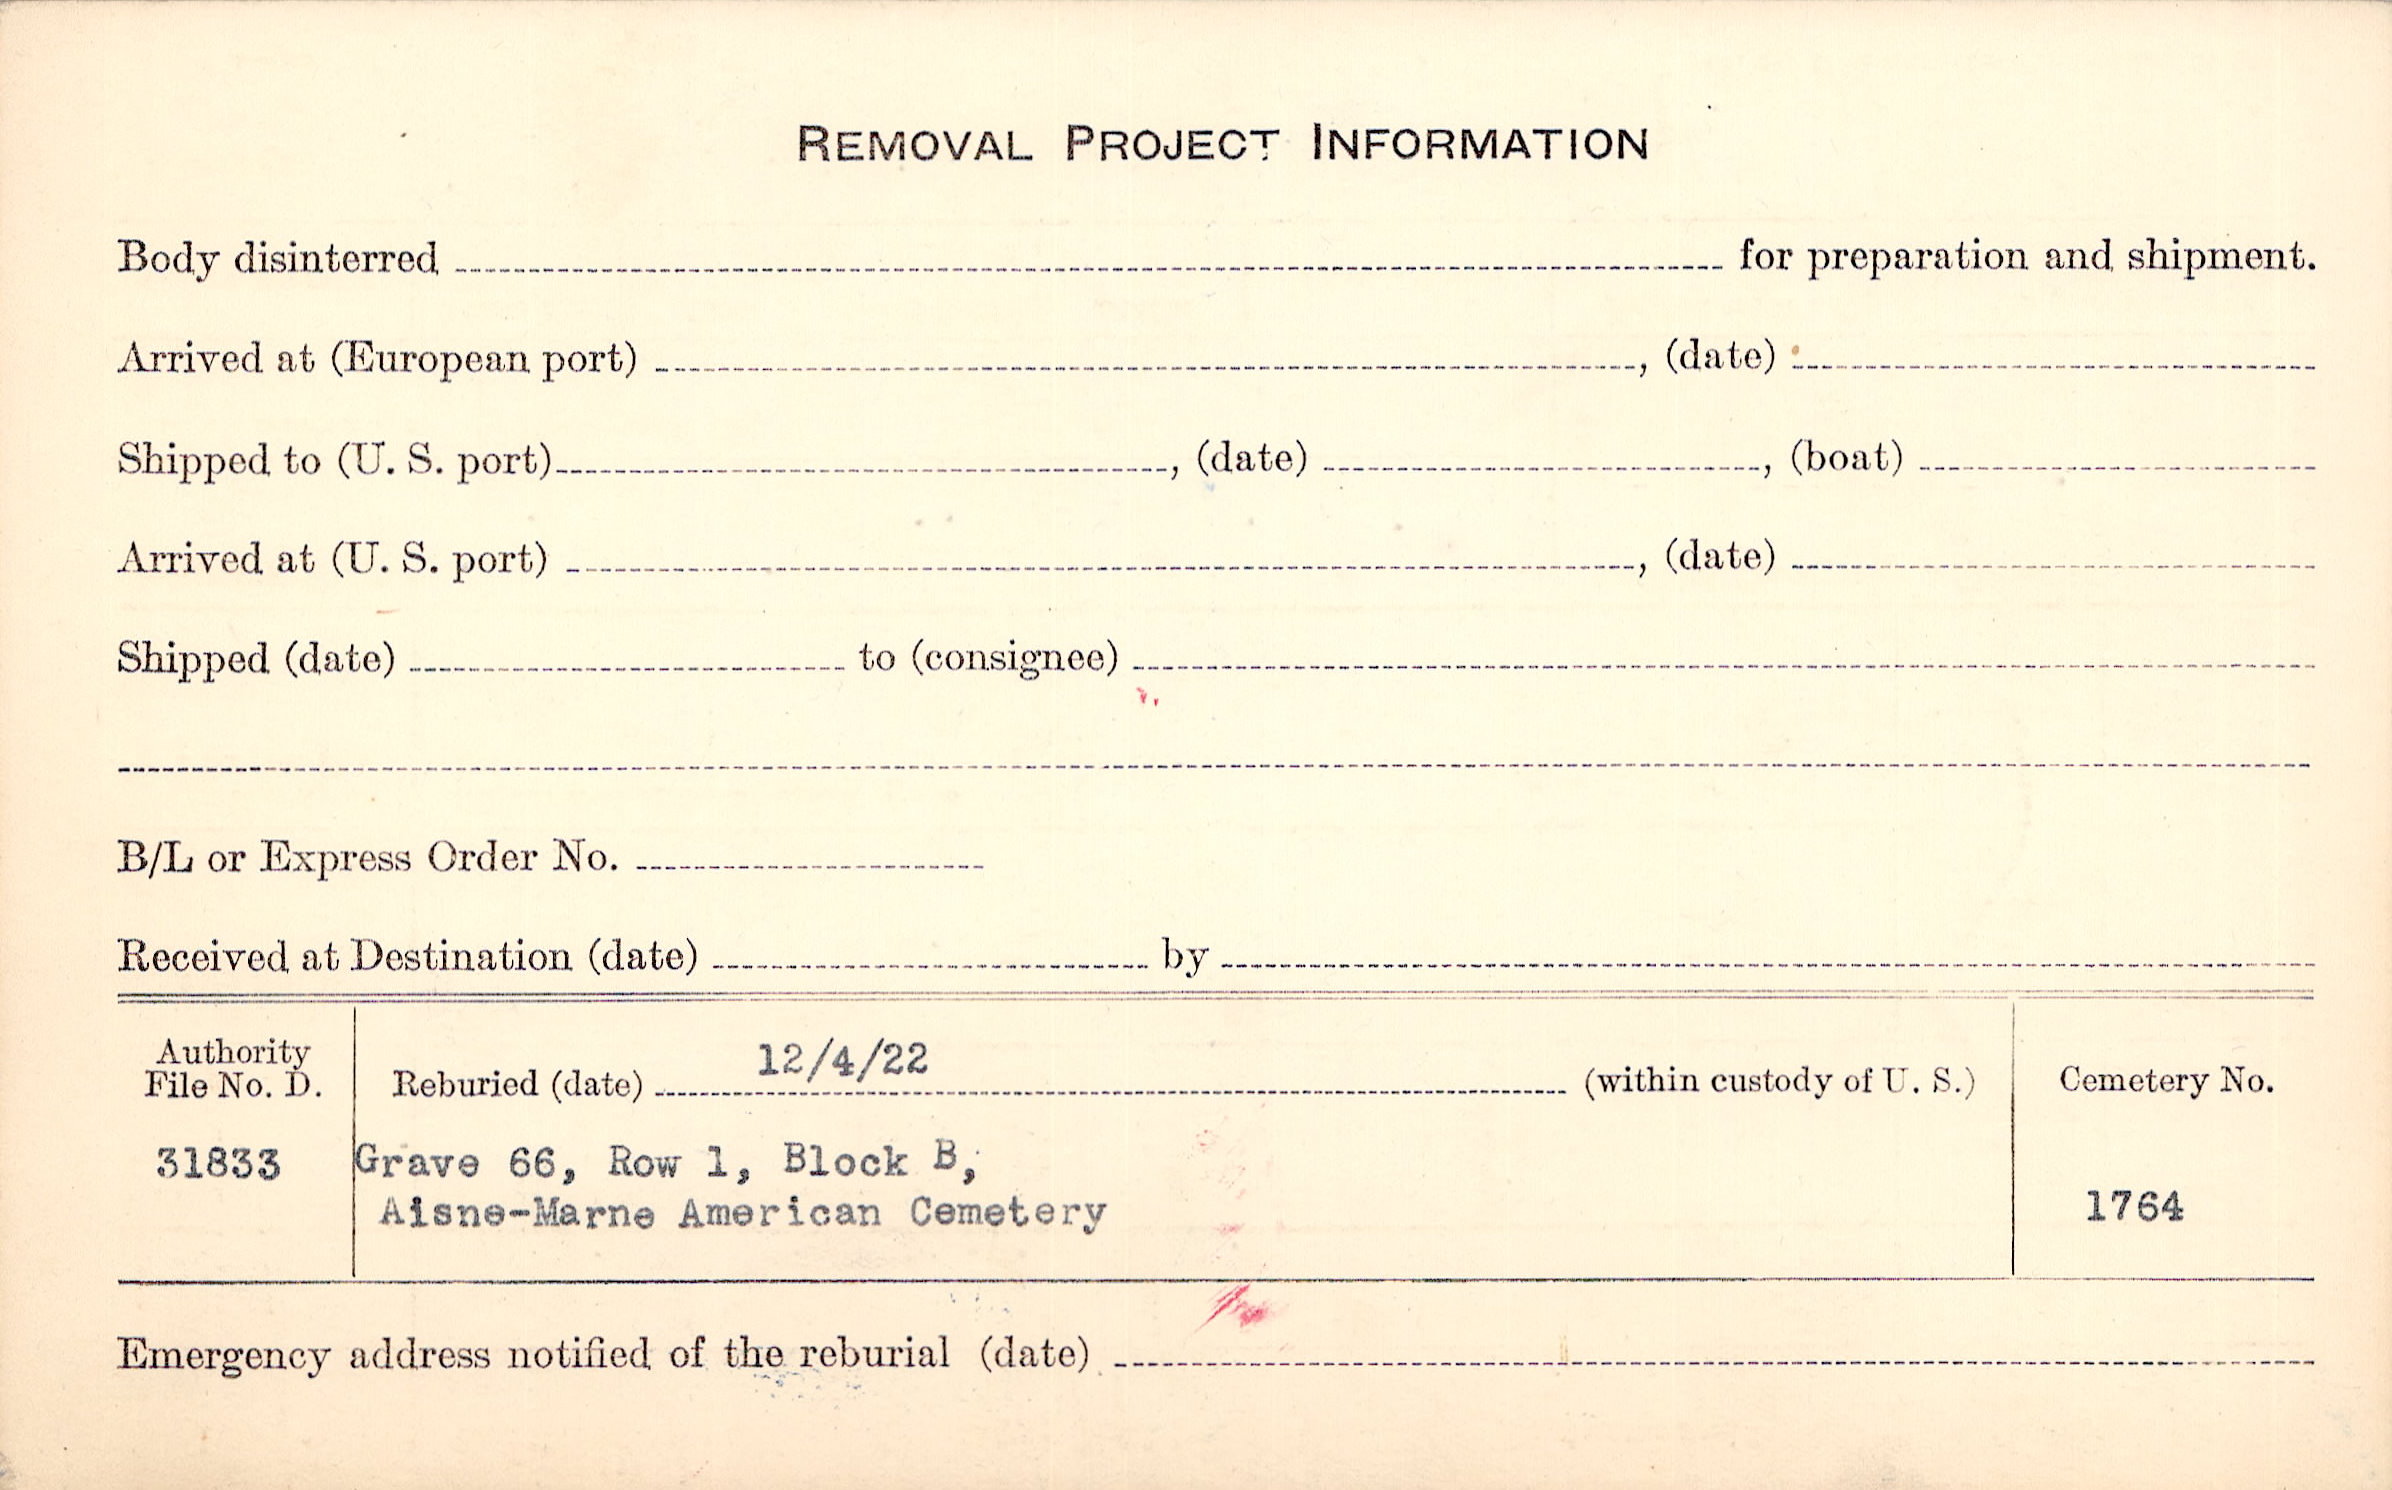 REMOVAL PROJECT INFORMATION
Body disinterred for preparation and shipment.
Arrived at (European port) , (date)
Shipped to (U. S. port) , (date) , (boat)
Arrived at (U. S. port) , (date)
Shipped (date) to (consignee)
B/L or Express Order No.
Received at Destination (date) by
Authority
File No. D.
31833
Reburied (date) 12/4/22 (within custody of U. S.)
Grave 66, Row 1, Block B,
Aisne-Marne American Cemetery
Cemetery No.
1764
Emergency address notified of the reburial (date)